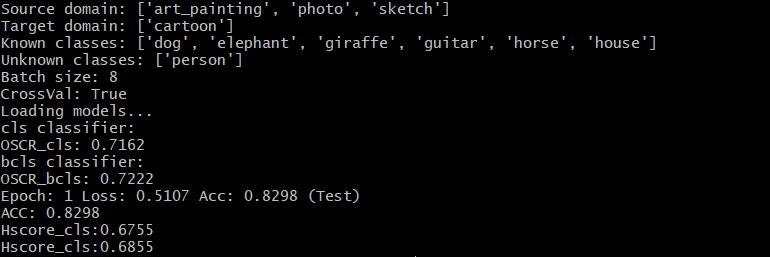 Source domain: ['art_painting', 'photo', 'sketch']
Target domain: ['cartoon']
Known classes: ['dog', 'elephant', 'giraffe', 'guitar', 'horse', 'house']
Unknown classes: ['person']
Batch size: 8
CrossVal: True
Loading models...
cls classifier:
OSCR_cls: 0.7162
bcls classifier:
OSCR_bcls: 0.7222
Epoch: 1 Loss: 0.5107 Acc: 0.8298 (Test)
ACC: 0.8298
Hscore_cls:0.6755
Hscore_cls:0.6855